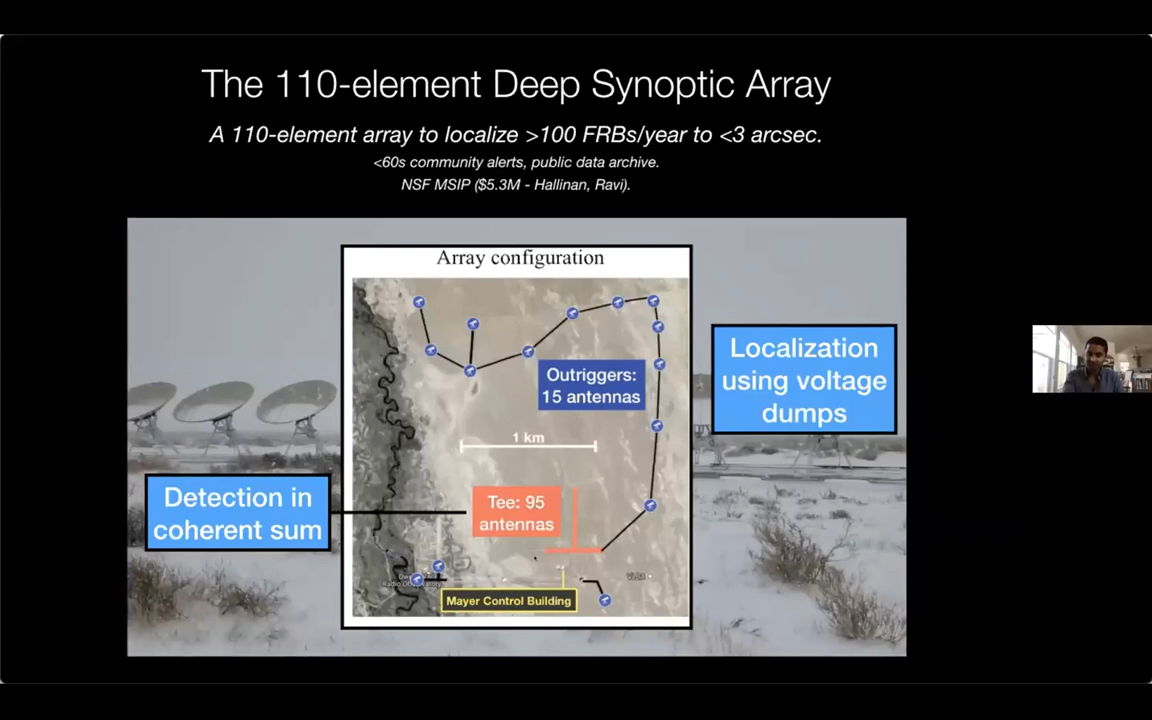 The 110-element Deep Synoptic Array
A 110-element array to localize >100 FRBs/year to <3 arcsec.
<60s community alerts, public data archive.
NSF MSIP ($5.3M - Hallinan, Ravi).
Array configuration
Outriggers:
15 antennas
Localization
using voltage
dumps
1 km
Detection in
coherent sum
Tee: 95
antennas
Mayer Control Building